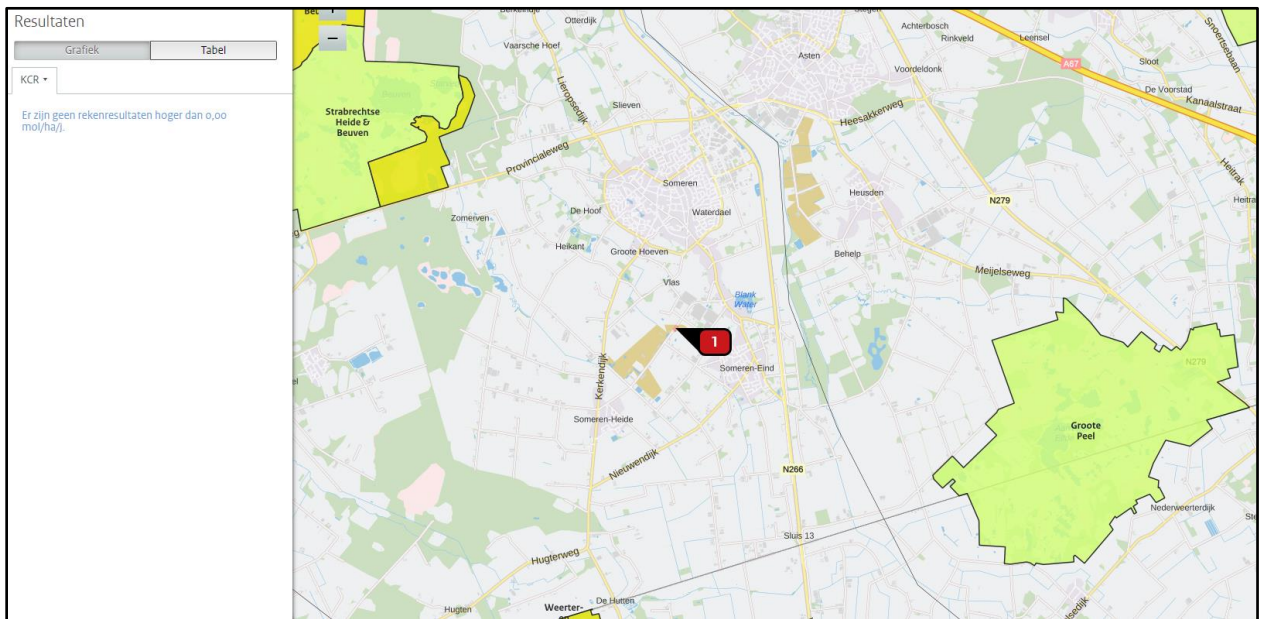 Resultaten
Grafiek
Tabel
KCR
Er zijn geen rekenresultaten hoger dan 0,00
mol/ha/j.
+
−
Otterdijk
Vaarsche Hoef
Lieropsedijk
Slieven
Strabrechtse
Heide &
Beuven
Provincialeweg
Someren
De Hoof
Waterdael
Zomerven
Heikant
Groote Hoeven
Vlas
Blank
Water
1
Someren-Eind
Kerkendijk
Someren-Heide
Nieuwendijk
N266
Sluis 13
Hugterweg
Hugten
De Hutten
Weerter-
Asten
Achterbosch
Rinkveld
Leensel
Voordeldonk
A67
Sloot
Snoertsebaan
De Voorstad
Kanaalstraat
Heesakkerweg
Heusden
N279
Heitrak
Behelp
Meijelseweg
N279
Groote
Peel
Nederweerterdijk